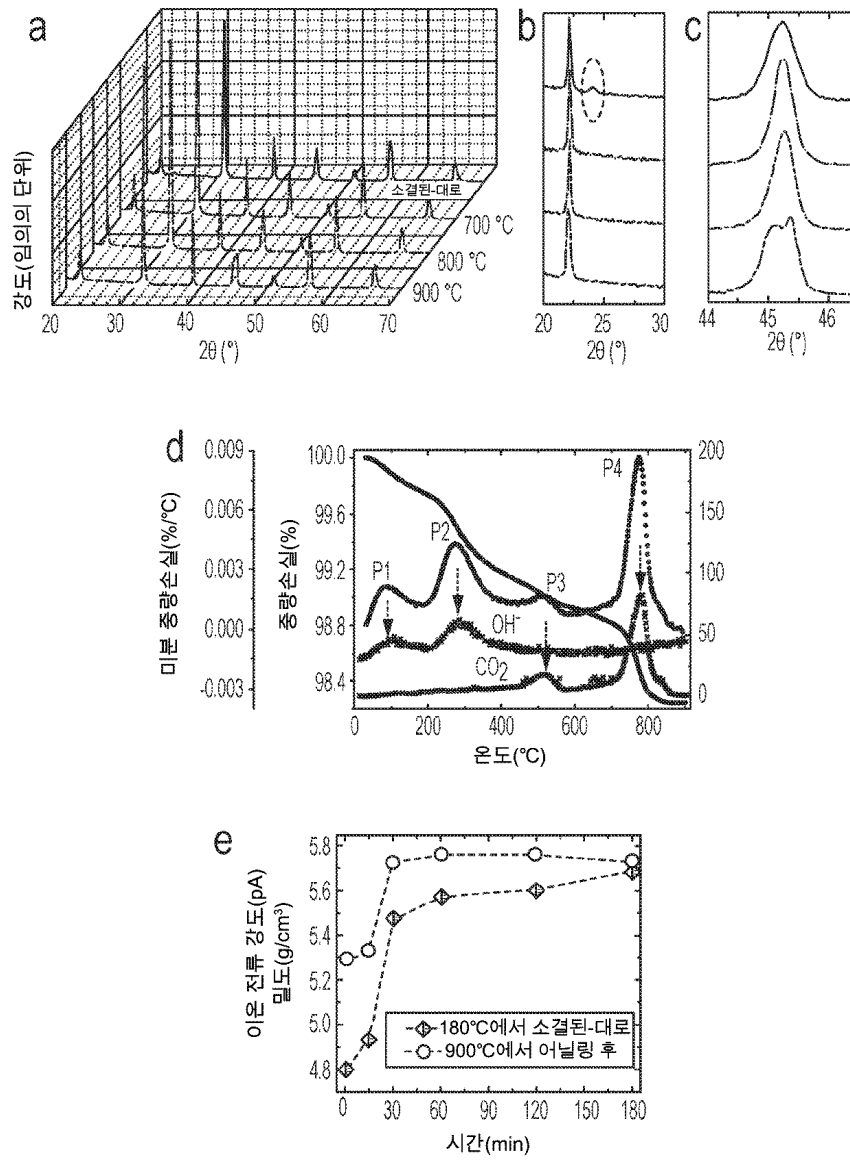 a
강도(임의의 단위)
소결된-대로
700 °C
800 °C
900 °C
20 30 40 50 60 70
2θ (°)
b
20 25 30
2θ (°)
c
44 45 46
2θ (°)
d
미분 중량손실(%/°C)
0.009
0.006
0.003
0.000
-0.003
중량손실(%)
100.0
99.6
99.2
98.8
98.4
P1
P2
P3
P4
OH-
CO2
200
150
100
50
0
0 200 400 600 800
온도(°C)
e
이온 전류 강도(pA)
밀도(g/cm³)
5.8
5.6
5.4
5.2
5.0
4.8
180°C에서 소결된-대로
900°C에서 어닐링 후
0 30 60 90 120 150 180
시간(min)